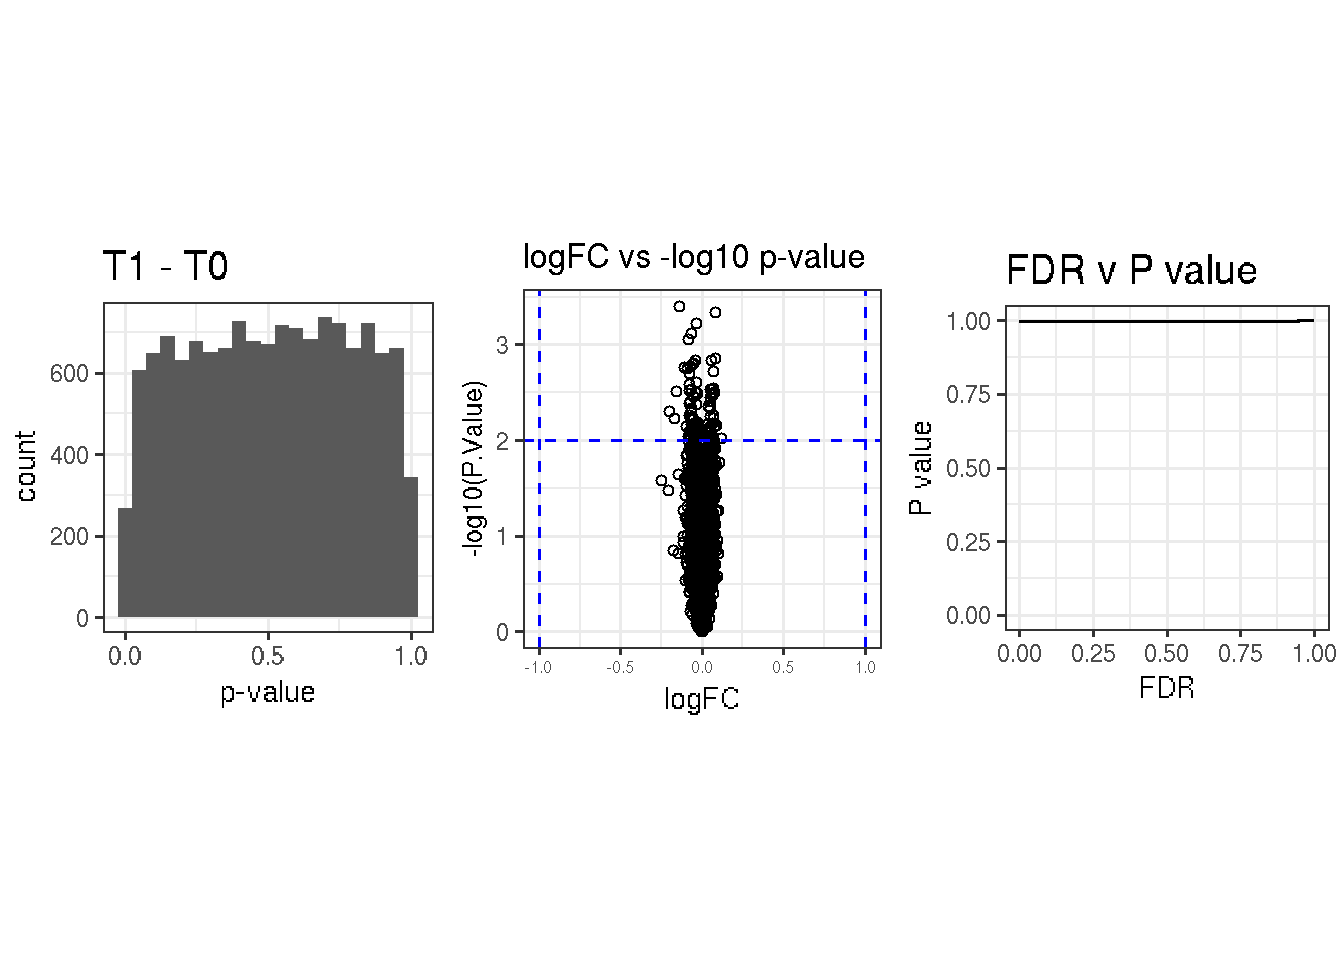 T1 - T0
count
600
400
200
0
0.0 0.5 1.0
p-value
logFC vs -log10 p-value
-log10(P.Value)
3
2
1
0
-1.0 -0.5 0.0 0.5 1.0
logFC
FDR v P value
P value
1.00
0.75
0.50
0.25
0.00
0.00 0.25 0.50 0.75 1.00
FDR